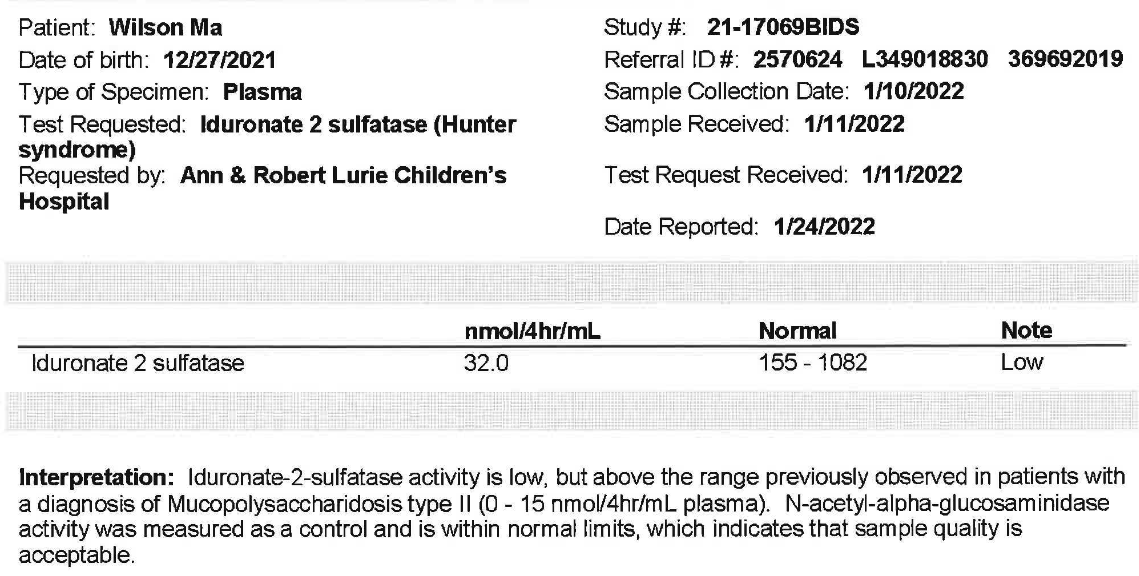 Patient: Wilson Ma
Study #: 21-17069BIDS
Date of birth: 12/27/2021
Referral ID #: 2570624 L349018830 369692019
Type of Specimen: Plasma
Sample Collection Date: 1/10/2022
Test Requested: Iduronate 2 sulfatase (Hunter
syndrome)
Sample Received: 1/11/2022
Requested by: Ann & Robert Lurie Children's
Hospital
Test Request Received: 1/11/2022
Date Reported: 1/24/2022
nmol/4hr/mL Normal Note
Iduronate 2 sulfatase 32.0 155 - 1082 Low
Interpretation: Iduronate-2-sulfatase activity is low, but above the range previously observed in patients with
a diagnosis of Mucopolysaccharidosis type II (0 - 15 nmol/4hr/mL plasma). N-acetyl-alpha-glucosaminidase
activity was measured as a control and is within normal limits, which indicates that sample quality is
acceptable.